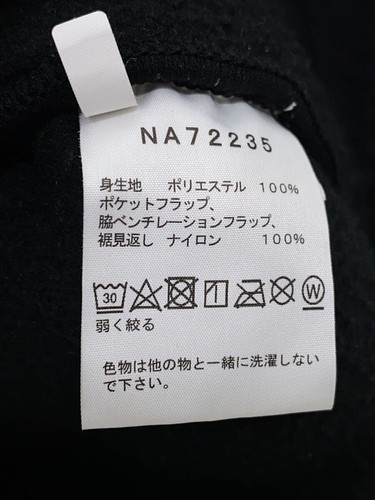 NA72235
身生地 ポリエステル 100%
ポケットフラップ、
脇ベンチレーションフラップ、
裾見返し ナイロン 100%
30 W
弱く絞る
色物は他の物と一緒に洗濯しない
で下さい。